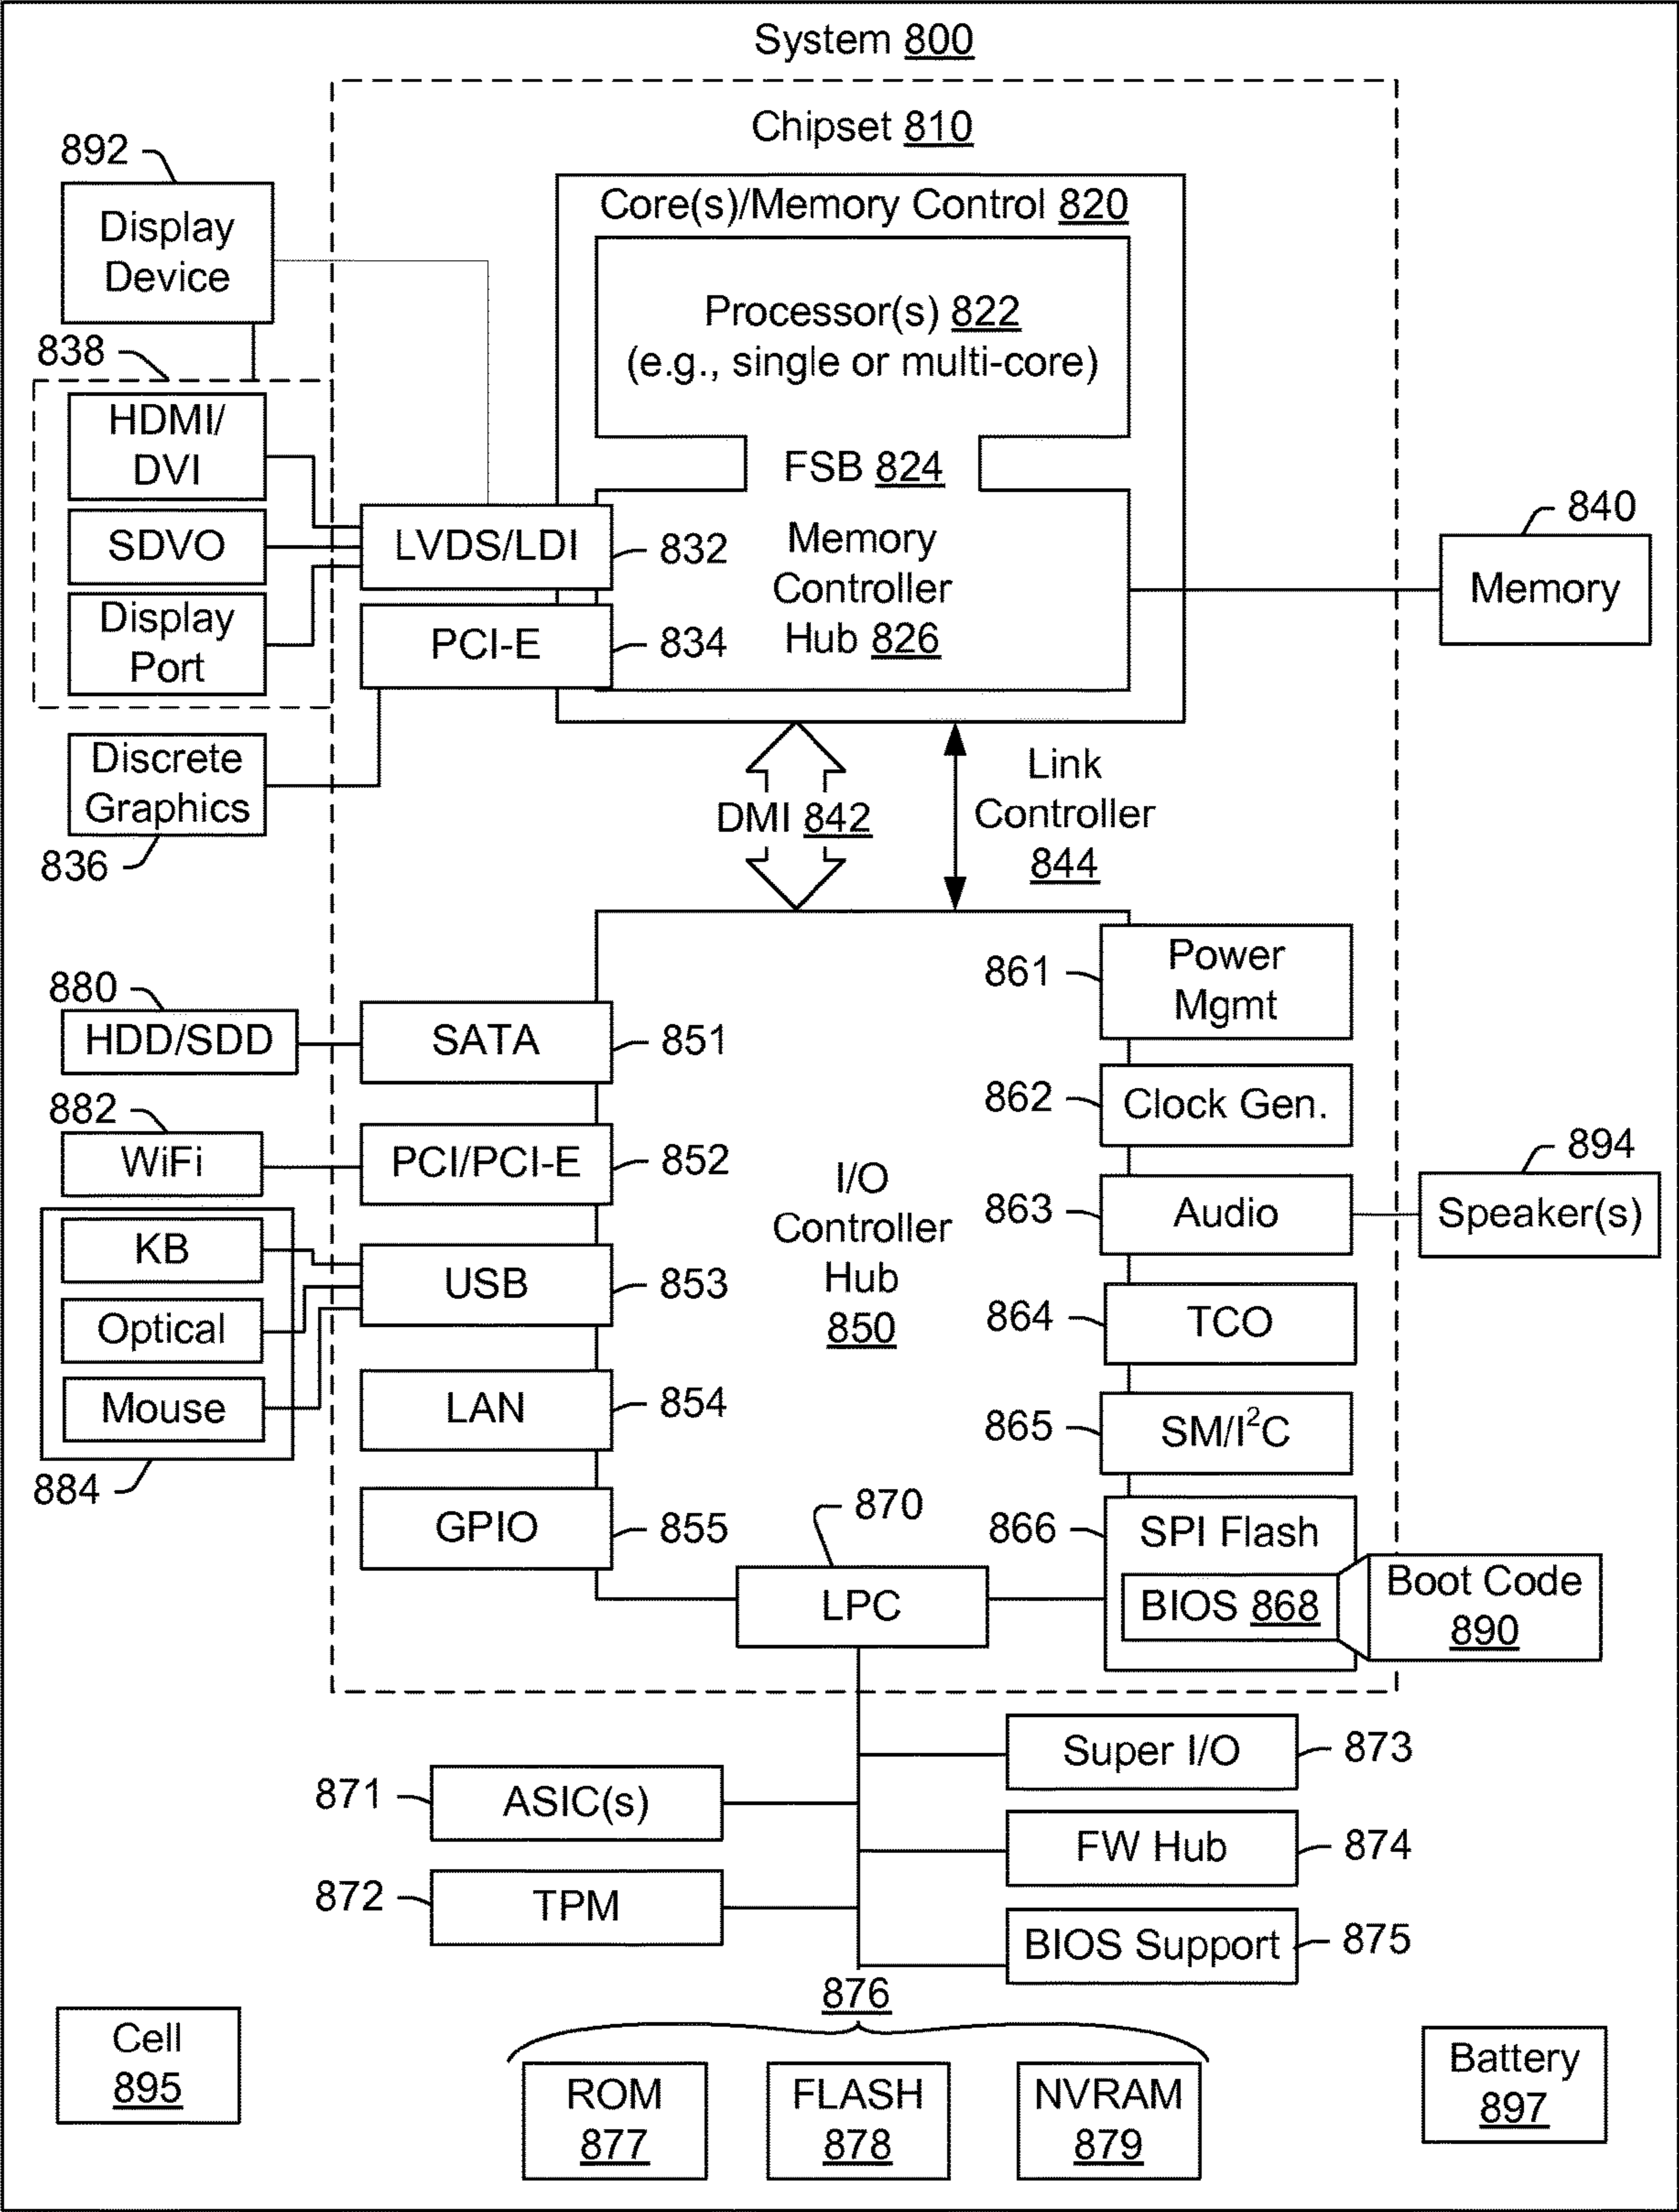 System 800
Chipset 810
892
Display
Device
Core(s)/Memory Control 820
Processor(s) 822
(e.g., single or multi-core)
FSB 824
Memory
Controller
Hub 826
838
HDMI/
DVI
SDVO
Display
Port
LVDS/LDI
832
PCI-E
834
840
Memory
Discrete
Graphics
836
DMI 842
Link
Controller
844
880
HDD/SDD
SATA
851
882
WiFi
PCI/PCI-E
852
KB
Optical
Mouse
884
USB
853
LAN
854
GPIO
855
I/O
Controller
Hub
850
861
Power
Mgmt
862
Clock Gen.
863
Audio
894
Speaker(s)
864
TCO
865
SM/I²C
866
SPI Flash
BIOS 868
Boot Code
890
870
LPC
871
ASIC(s)
872
TPM
Super I/O
873
FW Hub
874
BIOS Support
875
876
ROM
877
FLASH
878
NVRAM
879
Cell
895
Battery
897